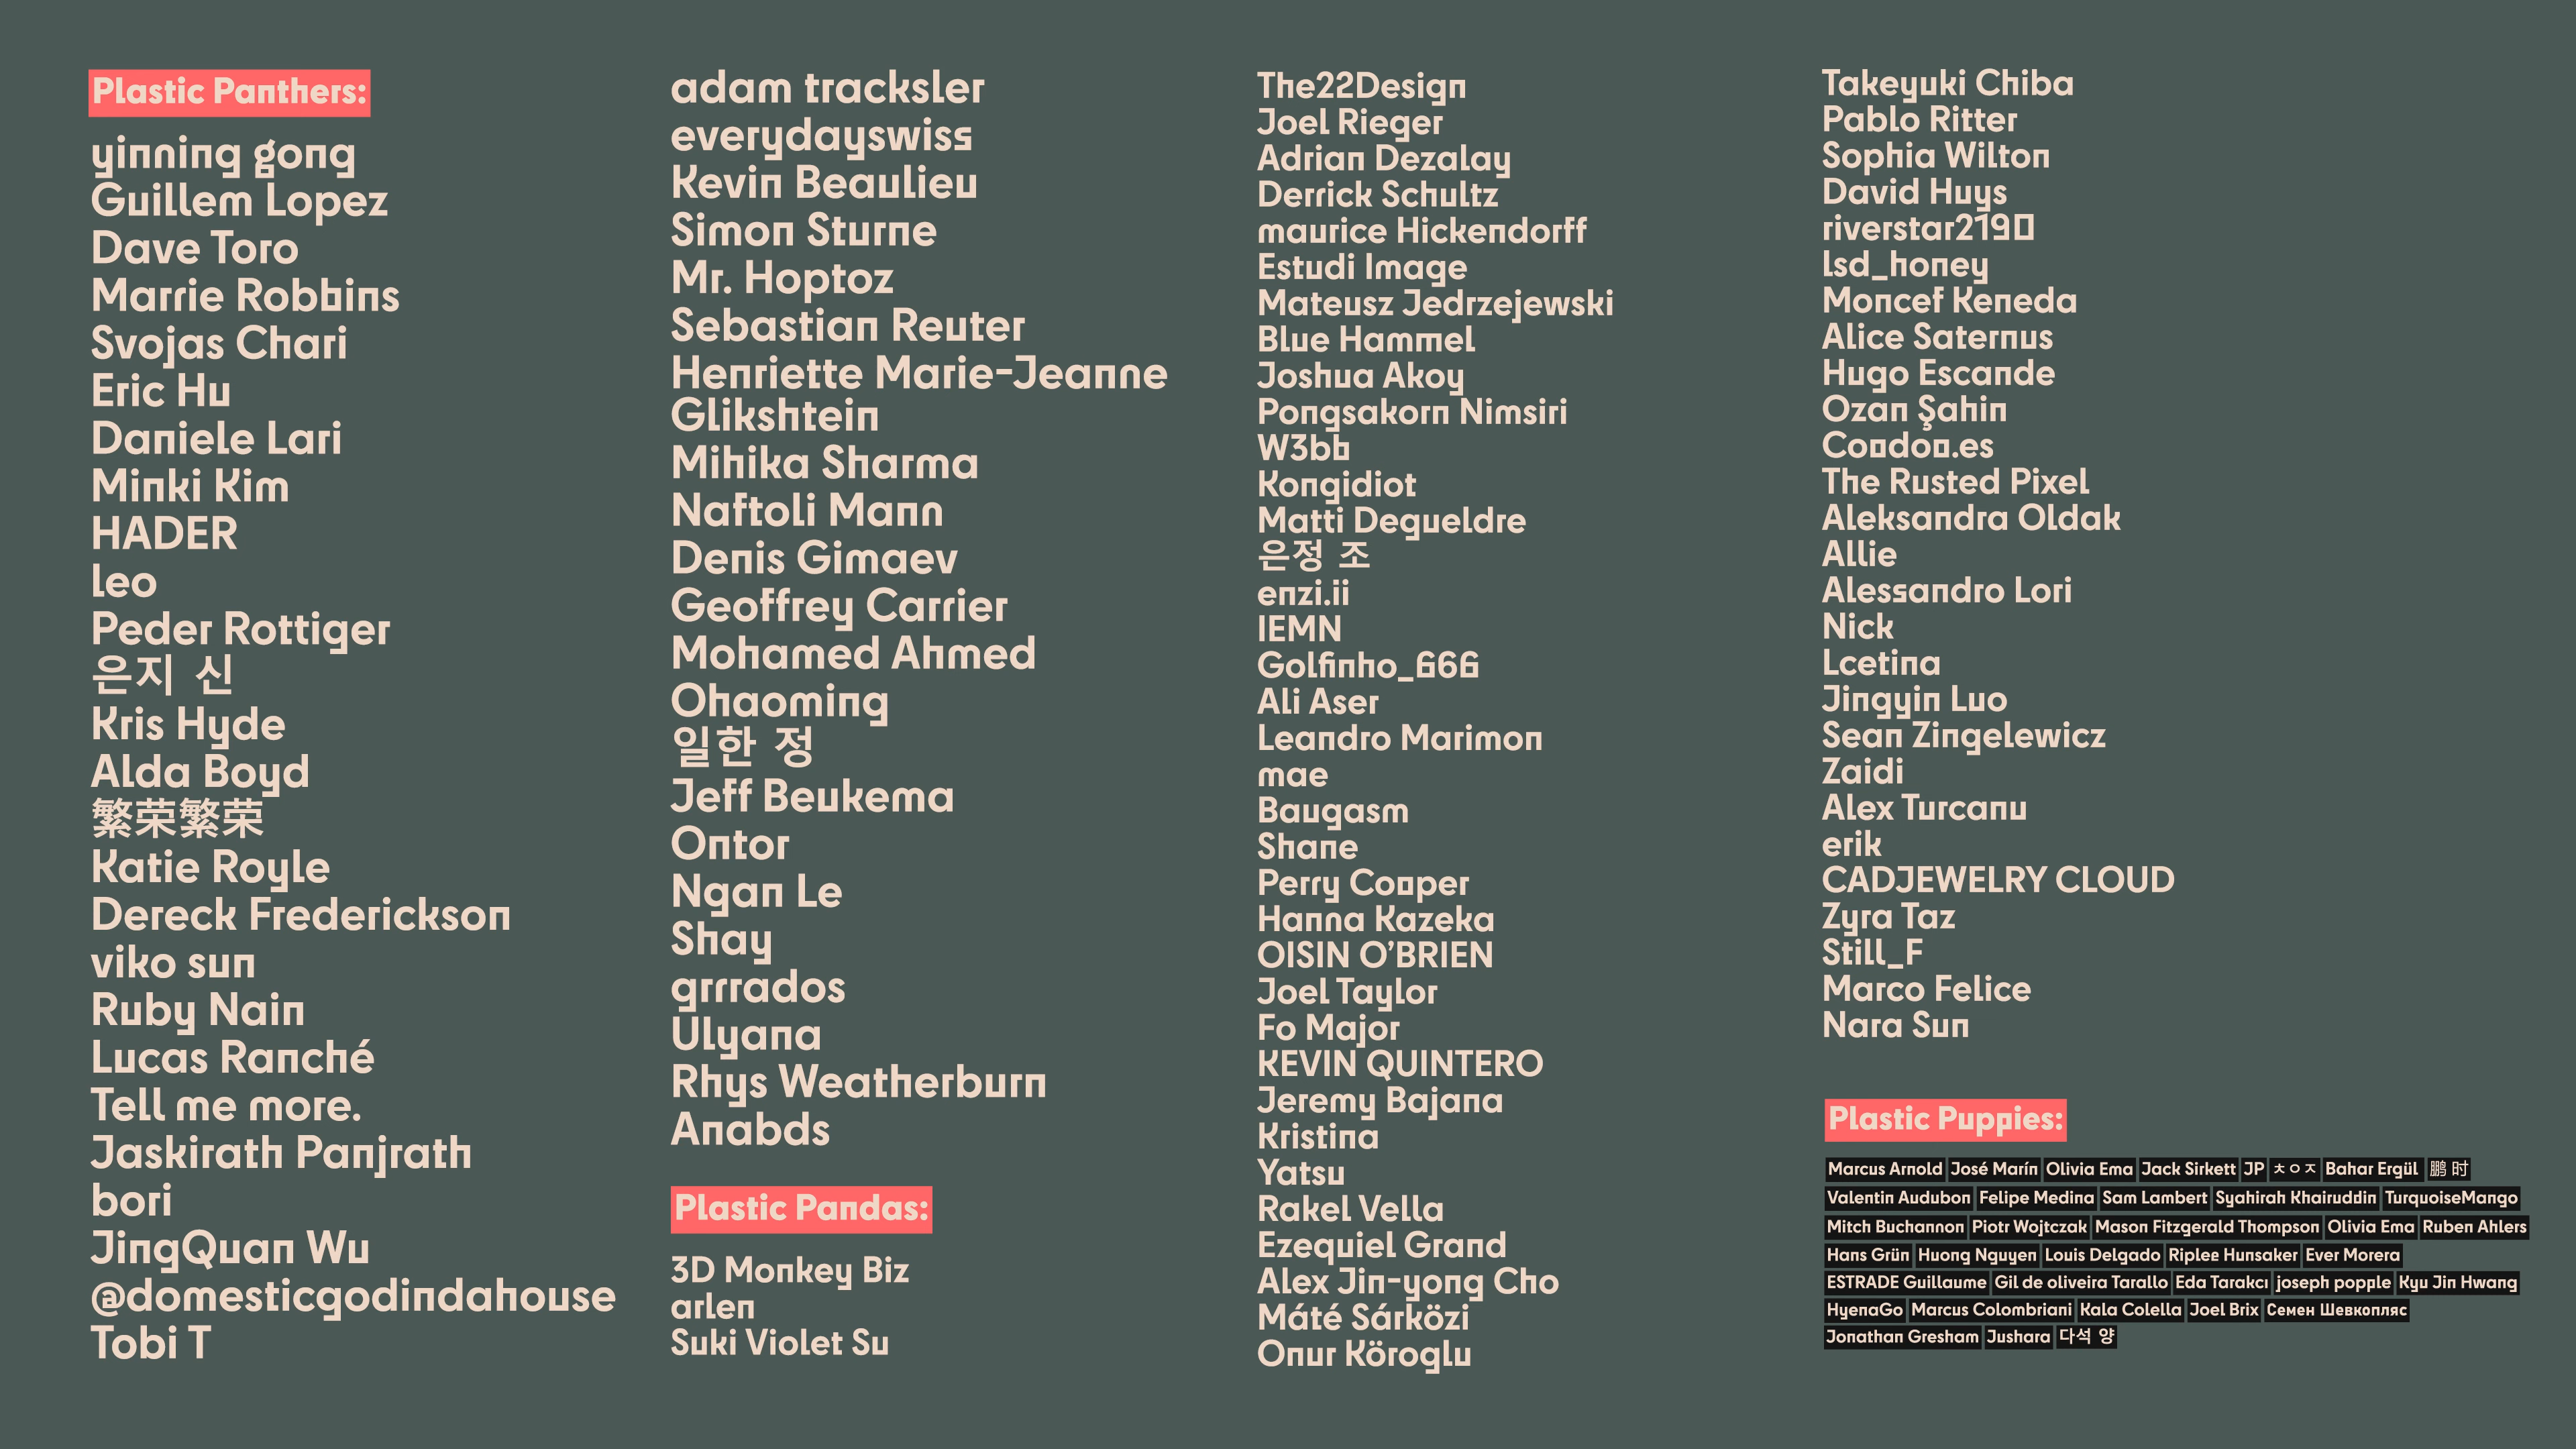 Plastic Panthers:
yinning gong
Guillem Lopez
Dave Toro
Marrie Robbins
Svojas Chari
Eric Hu
Daniele Lari
Minki Kim
HADER
leo
Peder Rottiger
은지 신
Kris Hyde
Alda Boyd
繁荣繁荣
Katie Royle
Dereck Frederickson
viko sun
Ruby Nain
Lucas Ranché
Tell me more.
Jaskirath Panjrath
bori
JingQuan Wu
@domesticgodindahouse
Tobi T
adam tracksler
everydayswiss
Kevin Beaulieu
Simon Sturne
Mr. Hoptoz
Sebastian Reuter
Henriette Marie-Jeanne
Glikshtein
Mihika Sharma
Naftoli Mann
Denis Gimaev
Geoffrey Carrier
Mohamed Ahmed
Ohaoming
일한 정
Jeff Beukema
Ontor
Ngan Le
Shay
grrrados
Ulyana
Rhys Weatherburn
Anabds
Plastic Pandas:
3D Monkey Biz
arlen
Suki Violet Su
The22Design
Joel Rieger
Adrian Dezalay
Derrick Schultz
maurice Hickendorff
Estudi Image
Mateusz Jedrzejewski
Blue Hammel
Joshua Akoy
Pongsakorn Nimsiri
W3bb
Kongidiot
Matti Degueldre
은정 조
enzi.ii
IEMN
Golfinho_666
Ali Aser
Leandro Marimon
mae
Baugasm
Shane
Perry Cooper
Hanna Kazeka
OISIN O’BRIEN
Joel Taylor
Fo Major
KEVIN QUINTERO
Jeremy Bajana
Kristina
Yatsu
Rakel Vella
Ezequiel Grand
Alex Jin-yong Cho
Máté Sárközi
Onur Köroglu
Takeyuki Chiba
Pablo Ritter
Sophia Wilton
David Huys
riverstar2190
lsd_honey
Moncef Keneda
Alice Saternus
Hugo Escande
Ozan Şahin
Coodoo.es
The Rusted Pixel
Aleksandra Oldak
Allie
Alessandro Lori
Nick
Lcetina
Jingyin Luo
Sean Zingelewicz
Zaidi
Alex Turcanu
erik
CADJEWELRY CLOUD
Zyra Taz
Still_F
Marco Felice
Nara Sun
Plastic Puppies:
Marcus Arnold José Marín Olivia Ema Jack Sirkett JP ㅊㅇㅈ Bahar Ergül 鹏 时
Valentin Audubon Felipe Medina Sam Lambert Syahirah Khairuddin TurquoiseMango
Mitch Buchannon Piotr Wojtczak Mason Fitzgerald Thompson Olivia Ema Ruben Ahlers
Hans Grün Huong Nguyen Louis Delgado Riplee Hunsaker Ever Morera
ESTRADE Guillaume Gil de oliveira Tarallo Eda Tarakcı joseph popple Kyu Jin Hwang
HyenaGo Marcus Colombriani Kala Colella Joel Brix Семен Шевкопляс
Jonathan Gresham Jushara 다석 양